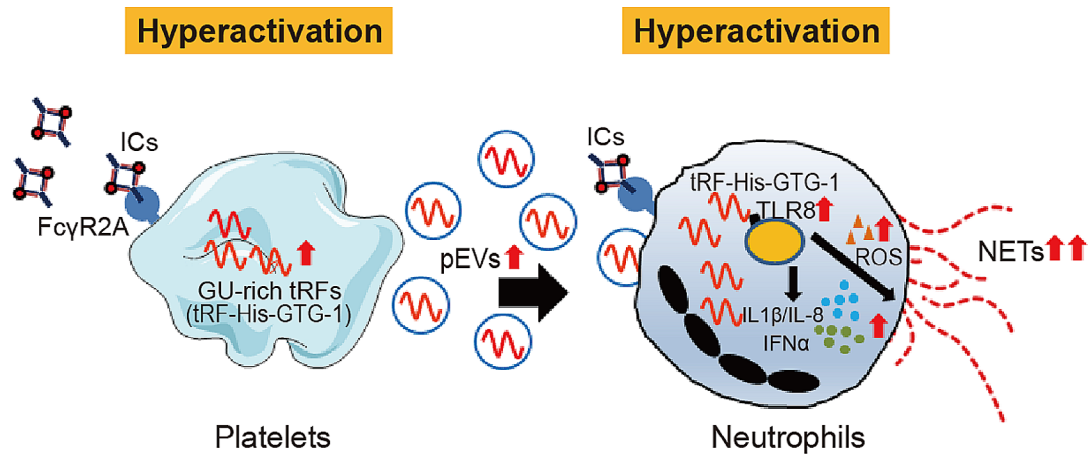 Hyperactivation
Hyperactivation
ICs
FcγR2A
GU-rich tRFs
(tRF-His-GTG-1)
pEVs
ICs
tRF-His-GTG-1
TLR8
ROS
IL1β/IL-8
IFNα
NETs
Platelets
Neutrophils